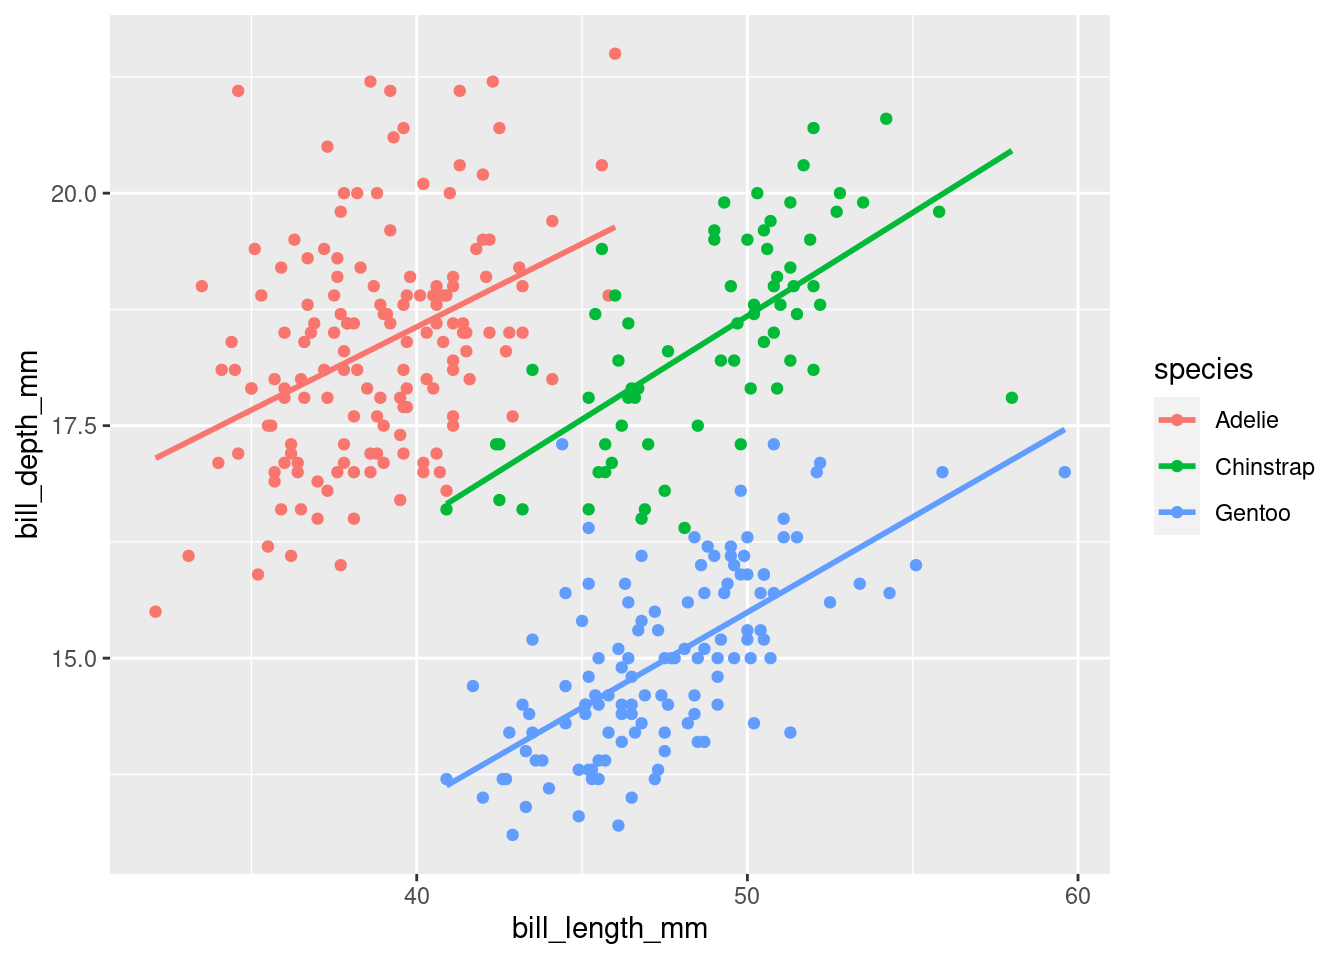 20.0
17.5
15.0
bill_depth_mm
40
50
60
bill_length_mm
species
Adelie
Chinstrap
Gentoo